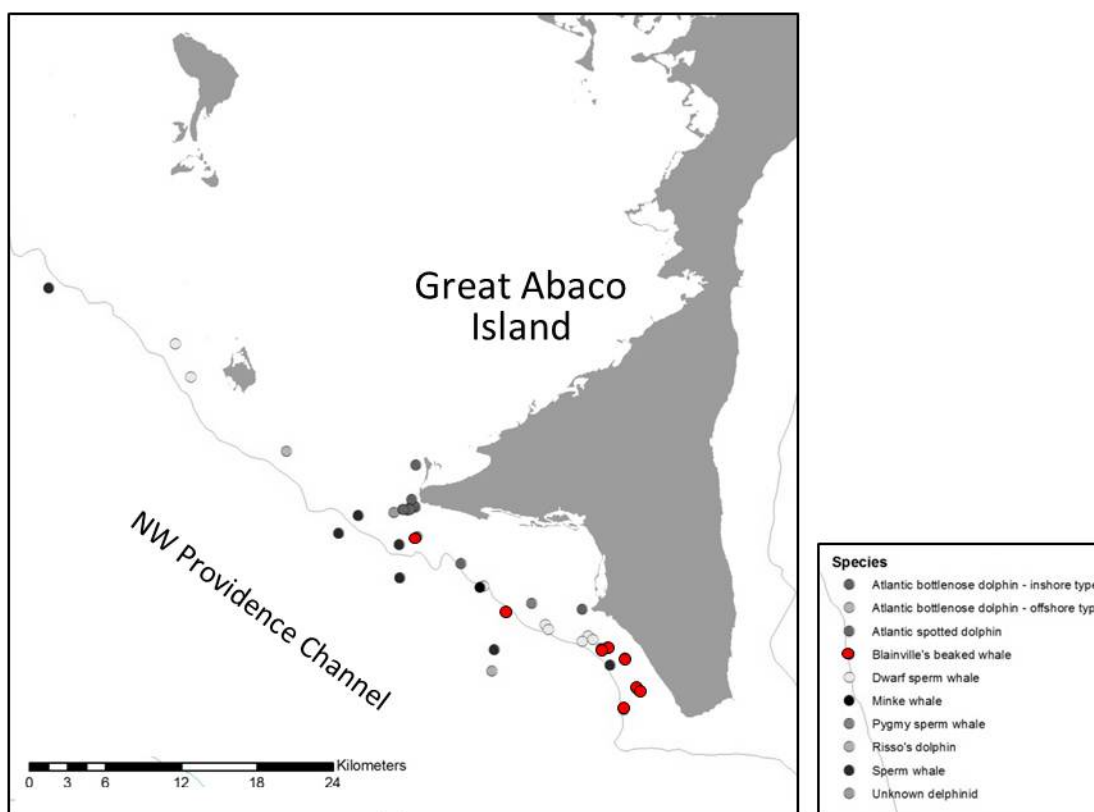 Great Abaco
Island
NW Providence Channel
Kilometers
0 3 6 12 18 24
Species
Atlantic bottlenose dolphin - inshore type
Atlantic bottlenose dolphin - offshore type
Atlantic spotted dolphin
Blainville's beaked whale
Dwarf sperm whale
Minke whale
Pygmy sperm whale
Risso's dolphin
Sperm whale
Unknown delphinid